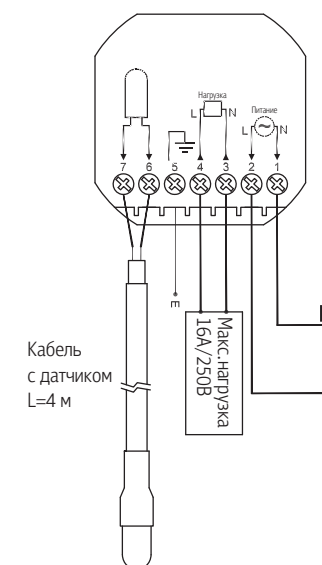 Нагрузка
L N
Питание
L N
7 6 5 4 3 2 1
E
Макс.нагрузка
16А/250В
Кабель
с датчиком
L=4 м